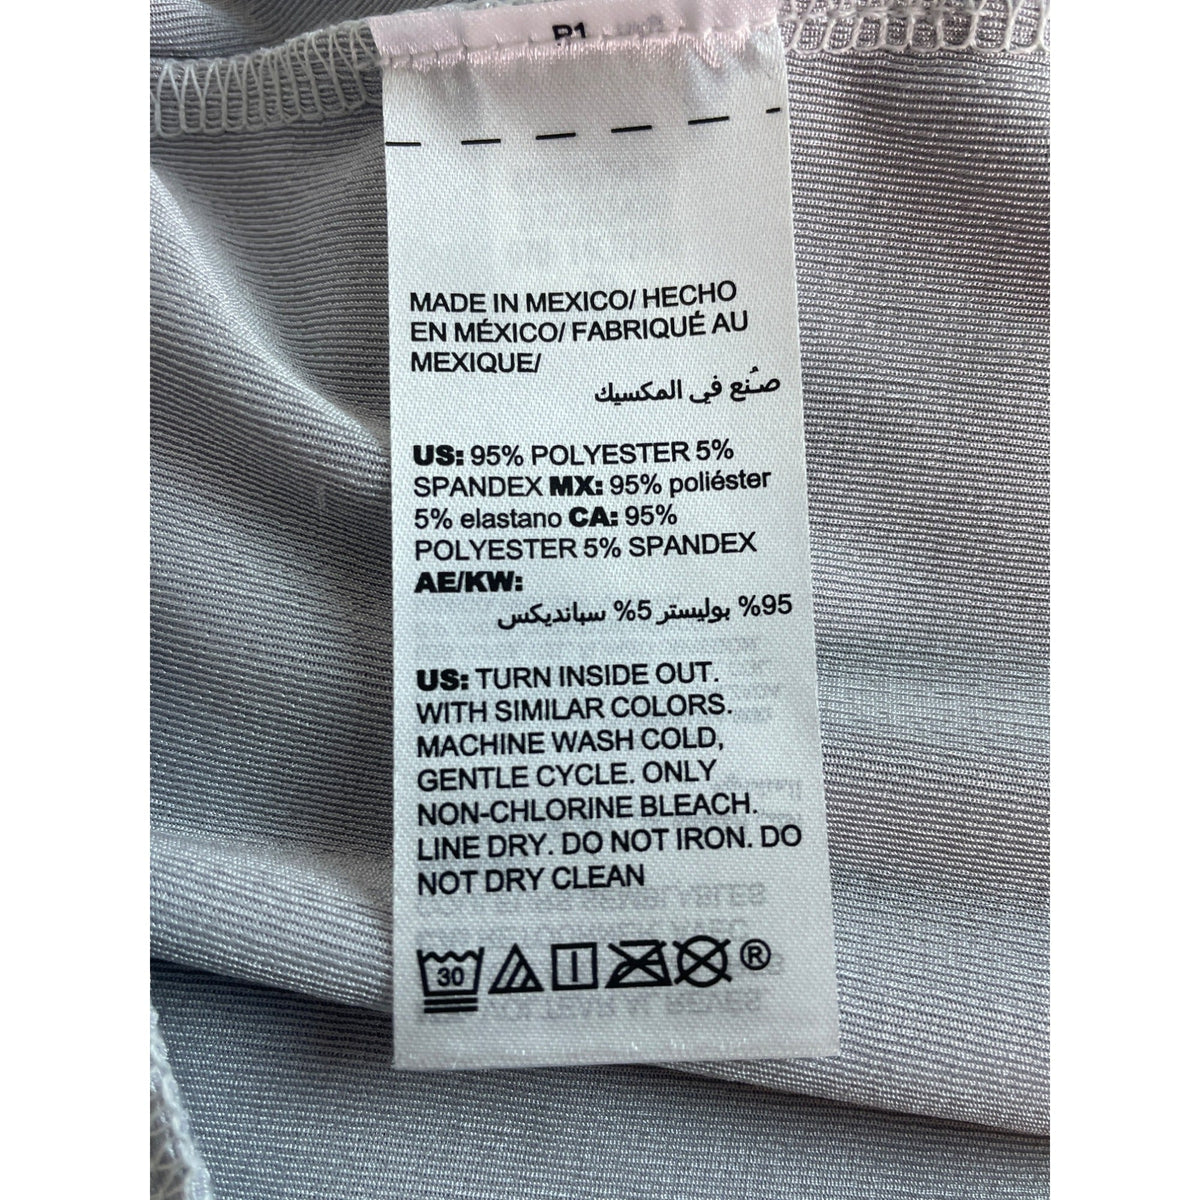 B1
MADE IN MEXICO/ HECHO
EN MÉXICO/ FABRIQUÉ AU
MEXIQUE/
صُنع في المكسيك
US: 95% POLYESTER 5%
SPANDEX MX: 95% poliéster
5% elastano CA: 95%
POLYESTER 5% SPANDEX
AE/KW:
95% بوليستر 5% سبانديكس
US: TURN INSIDE OUT.
WITH SIMILAR COLORS.
MACHINE WASH COLD,
GENTLE CYCLE. ONLY
NON-CHLORINE BLEACH.
LINE DRY. DO NOT IRON. DO
NOT DRY CLEAN
30 ®